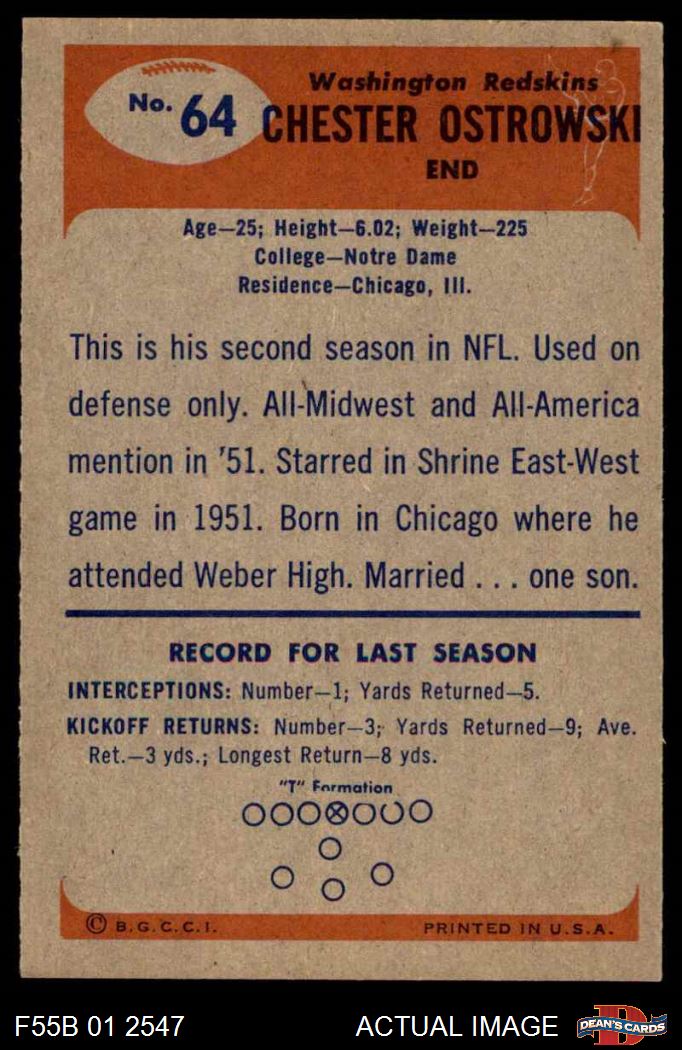 Washington Redskins
No. 64 CHESTER OSTROWSKI
END
Age—25; Height—6.02; Weight—225
College—Notre Dame
Residence—Chicago, Ill.
This is his second season in NFL. Used on
defense only. All-Midwest and All-America
mention in '51. Starred in Shrine East-West
game in 1951. Born in Chicago where he
attended Weber High. Married . . . one son.
RECORD FOR LAST SEASON
INTERCEPTIONS: Number—1; Yards Returned—5.
KICKOFF RETURNS: Number—3; Yards Returned—9; Ave.
Ret.—3 yds.; Longest Return—8 yds.
"T" Formation
© B.G.C.C.I. PRINTED IN U.S.A.
F55B 01 2547 ACTUAL IMAGE D DEAN'S CARDS